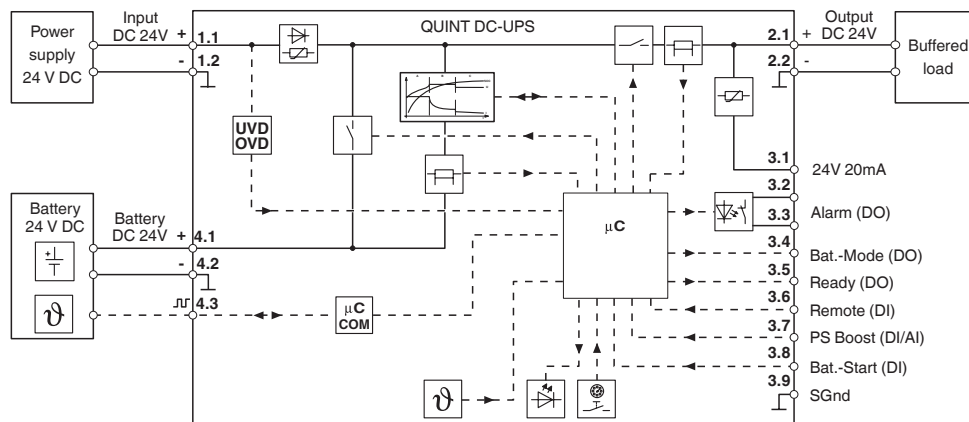 Power
supply
24 V DC
Input
DC 24V
+
1.1
-
1.2
QUINT DC-UPS
2.1
+
Output
DC 24V
2.2
-
Buffered
load
UVD
OVD
3.1
24V 20mA
3.2
3.3
Alarm (DO)
µC
3.4
Bat.-Mode (DO)
3.5
Ready (DO)
3.6
Remote (DI)
3.7
PS Boost (DI/AI)
3.8
Bat.-Start (DI)
3.9
SGnd
Battery
24 V DC
Battery
DC 24V
+
4.1
-
4.2
4.3
+
ϑ
µC
COM
ϑ